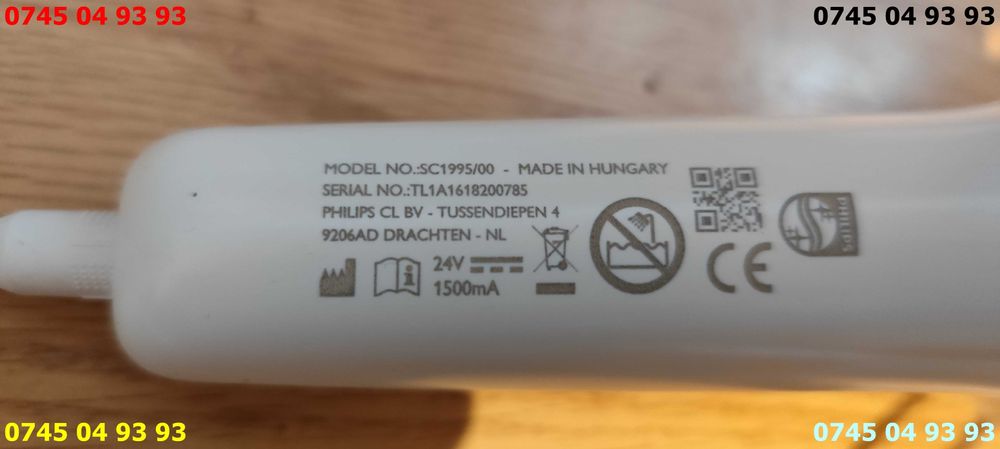 0745 04 93 93
0745 04 93 93
MODEL NO.:SC1995/00 - MADE IN HUNGARY
SERIAL NO.:TL1A1618200785
PHILIPS CL BV - TUSSENDIEPEN 4
9206AD DRACHTEN - NL
24V
1500mA
CE
PHILIPS
0745 04 93 93
0745 04 93 93